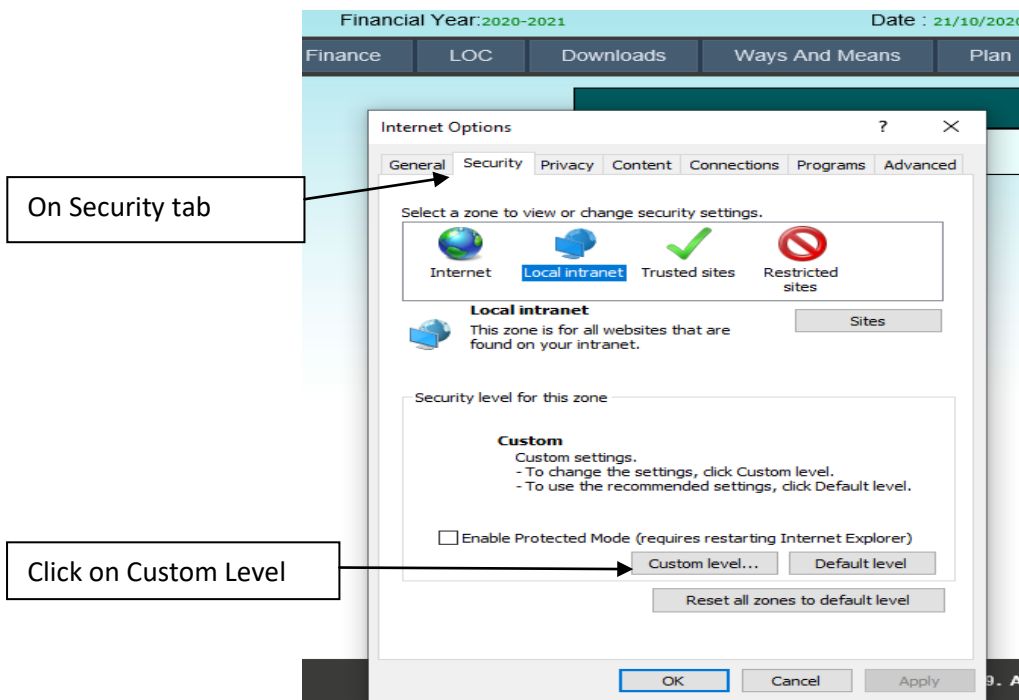 Financial Year:2020-2021 Date : 21/10/2020
Finance LOC Downloads Ways And Means Plan
Internet Options ? 
General Security Privacy Content Connections Programs Advanced
On Security tab
Select a zone to view or change security settings.
Internet Local intranet Trusted sites Restricted
sites
Local intranet
Sites
This zone is for all websites that are
found on your intranet.
Security level for this zone
Custom
Custom settings.
- To change the settings, click Custom level.
- To use the recommended settings, click Default level.
Enable Protected Mode (requires restarting Internet Explorer)
Click on Custom Level
Custom level... Default level
Reset all zones to default level
OK Cancel Apply
9. A